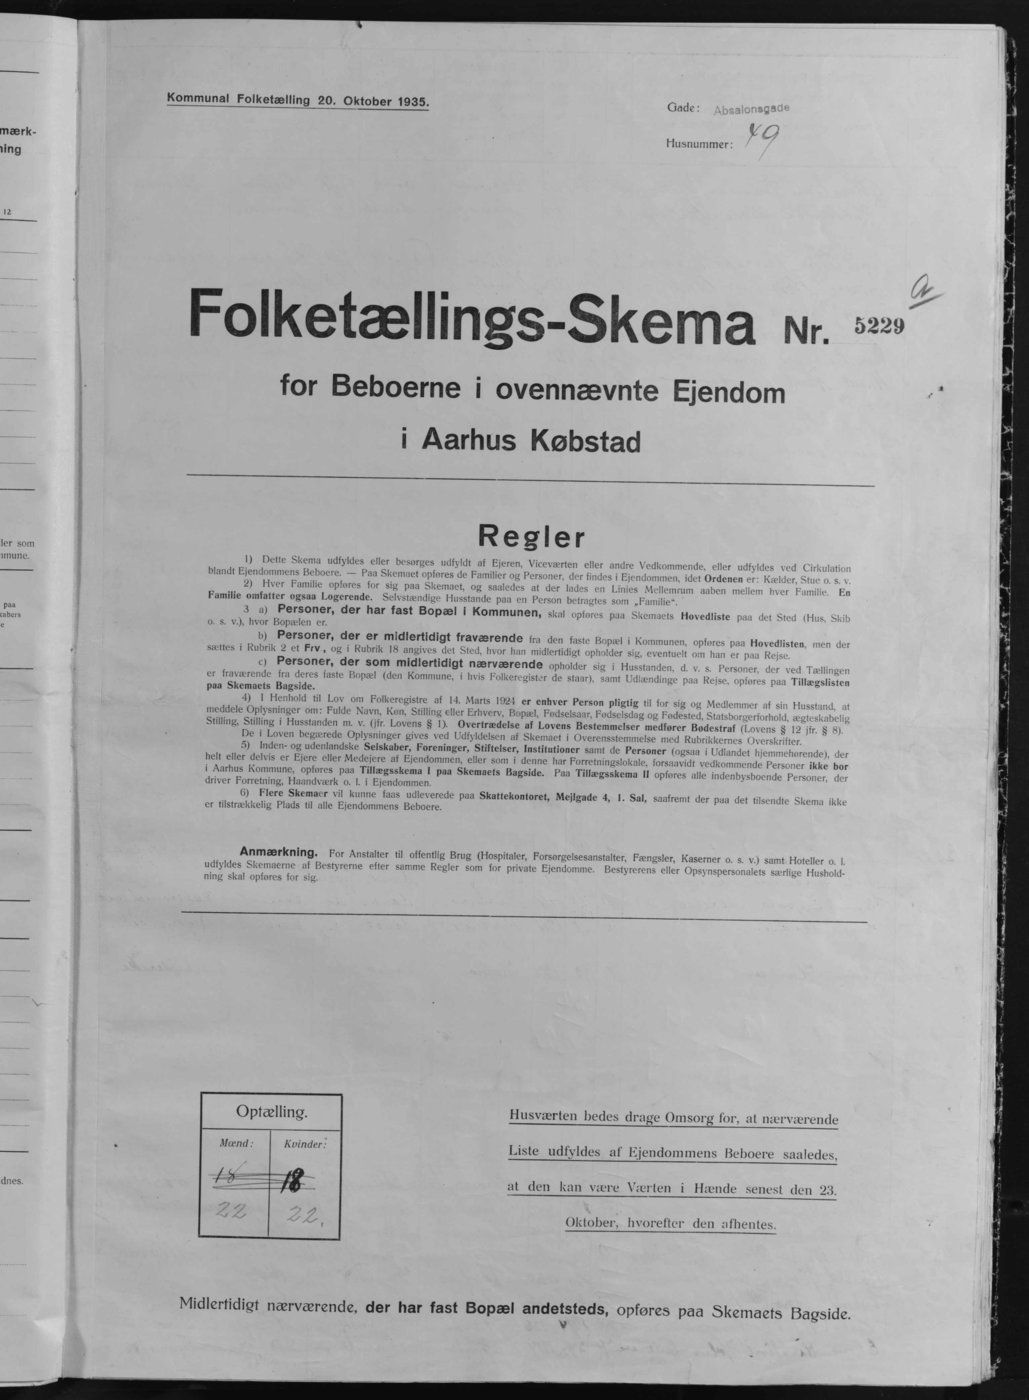 mærk-
ning
12
ler som
mmune.
paa
kabers
e
dnes.
Kommunal Folketælling 20. Oktober 1935.
Gade: Absalonsgade
Husnummer: 49
a
Folketællings-Skema Nr. 5229
for Beboerne i ovennævnte Ejendom
i Aarhus Købstad
Regler
1) Dette Skema udfyldes eller besørges udfyldt af Ejeren, Viceværten eller andre Vedkommende, eller udfyldes ved Cirkulation
blandt Ejendommens Beboere. — Paa Skemaet opføres de Familier og Personer, der findes i Ejendommen, idet Ordenen er: Kælder, Stue o. s. v.
2) Hver Familie opføres for sig paa Skemaet, og saaledes at der lades en Linies Mellemrum aaben mellem hver Familie. En
Familie omfatter ogsaa Logerende. Selvstændige Husstande paa en Person betragtes som „Familie“.
3 a) Personer, der har fast Bopæl i Kommunen, skal opføres paa Skemaets Hovedliste paa det Sted (Hus, Skib
o. s. v.), hvor Bopælen er.
b) Personer, der er midlertidigt fraværende fra den faste Bopæl i Kommunen, opføres paa Hovedlisten, men der
sættes i Rubrik 2 et Frv., og i Rubrik 18 angives det Sted, hvor han midlertidigt opholder sig, eventuelt om han er paa Rejse.
c) Personer, der som midlertidigt nærværende opholder sig i Husstanden, d. v. s. Personer, der ved Tællingen
er fraværende fra deres faste Bopæl (den Kommune, i hvis Folkeregister de staar), samt Udlændinge paa Rejse, opføres paa Tillægslisten
paa Skemaets Bagside.
4) I Henhold til Lov om Folkeregistre af 14. Marts 1924 er enhver Person pligtig til for sig og Medlemmer af sin Husstand, at
meddele Oplysninger om: Fulde Navn, Køn, Stilling eller Erhverv, Bopæl, Fødselsaar, Fødselsdag og Fødested, Statsborgerforhold, ægteskabelig
Stilling, Stilling i Husstanden m. v. (jfr. Lovens § 1). Overtrædelse af Lovens Bestemmelser medfører Bødestraf (Lovens § 12 jfr. § 8).
De i Loven begærede Oplysninger gives ved Udfyldelsen af Skemaet i Overensstemmelse med Rubrikkernes Overskrifter.
5) Inden- og udenlandske Selskaber, Foreninger, Stiftelser, Institutioner samt de Personer (ogsaa i Udlandet hjemmehørende), der
helt eller delvis er Ejere eller Medejere af Ejendommen, eller som i denne har Forretningslokale, forsaavidt vedkommende Personer ikke bor
i Aarhus Kommune, opføres paa Tillægsskema I paa Skemaets Bagside. Paa Tillægsskema II opføres alle indenbysboende Personer, der
driver Forretning, Haandværk o. l. i Ejendommen.
6) Flere Skemaer vil kunne faas udleverede paa Skattekontoret, Mejlgade 4, 1. Sal, saafremt der paa det tilsendte Skema ikke
er tilstrækkelig Plads til alle Ejendommens Beboere.
Anmærkning. For Anstalter til offentlig Brug (Hospitaler, Forsørgelsesanstalter, Fængsler, Kaserner o. s. v.) samt Hoteller o. l.
udfyldes Skemaerne af Bestyrerne efter samme Regler som for private Ejendomme. Bestyrerens eller Opsynspersonalets særlige Hushold-
ning skal opføres for sig.
Optælling.
Mænd: Kvinder:
18 18
22 22.
Husværten bedes drage Omsorg for, at nærværende
Liste udfyldes af Ejendommens Beboere saaledes,
at den kan være Værten i Hænde senest den 23.
Oktober, hvorefter den afhentes.
Midlertidigt nærværende, der har fast Bopæl andetsteds, opføres paa Skemaets Bagside.